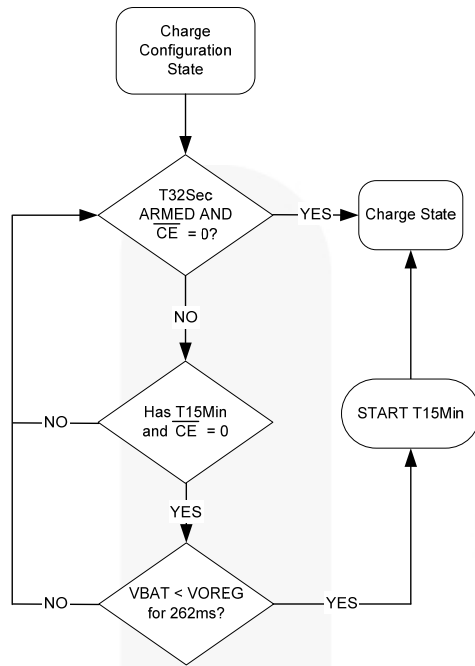 Charge
Configuration
State
T32Sec
ARMED AND
CE = 0?
YES
Charge State
NO
Has T15Min
and CE = 0
NO
START T15Min
YES
VBAT < VOREG
for 262ms?
NO
YES